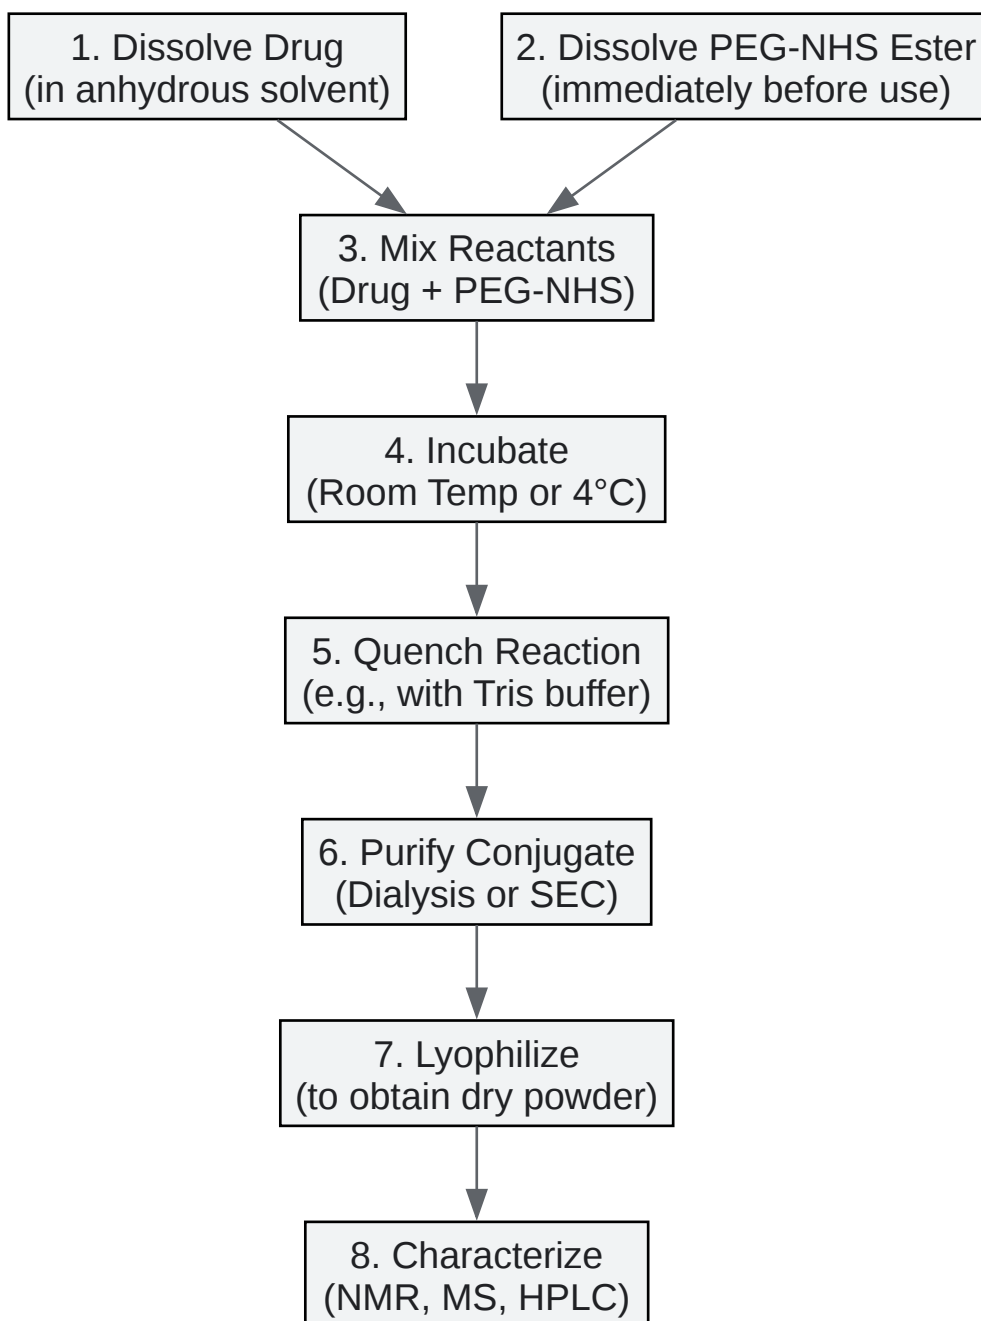 1. Dissolve Drug
(in anhydrous solvent)
2. Dissolve PEG-NHS Ester
(immediately before use)
3. Mix Reactants
(Drug + PEG-NHS)
4. Incubate
(Room Temp or 4°C)
5. Quench Reaction
(e.g., with Tris buffer)
6. Purify Conjugate
(Dialysis or SEC)
7. Lyophilize
(to obtain dry powder)
8. Characterize
(NMR, MS, HPLC)